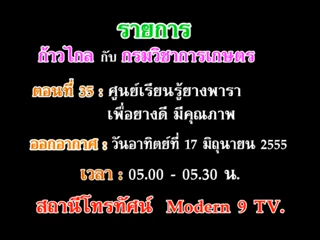 รายการ
ก้าวไกล กับ กรมวิชาการเกษตร
ตอนที่ 35 : ศูนย์เรียนรู้ยางพารา
เพื่อยางดี มีคุณภาพ
ออกอากาศ : วันอาทิตย์ที่ 17 มิถุนายน 2555
เวลา : 05.00 - 05.30 น.
สถานีโทรทัศน์ Modern 9 TV.